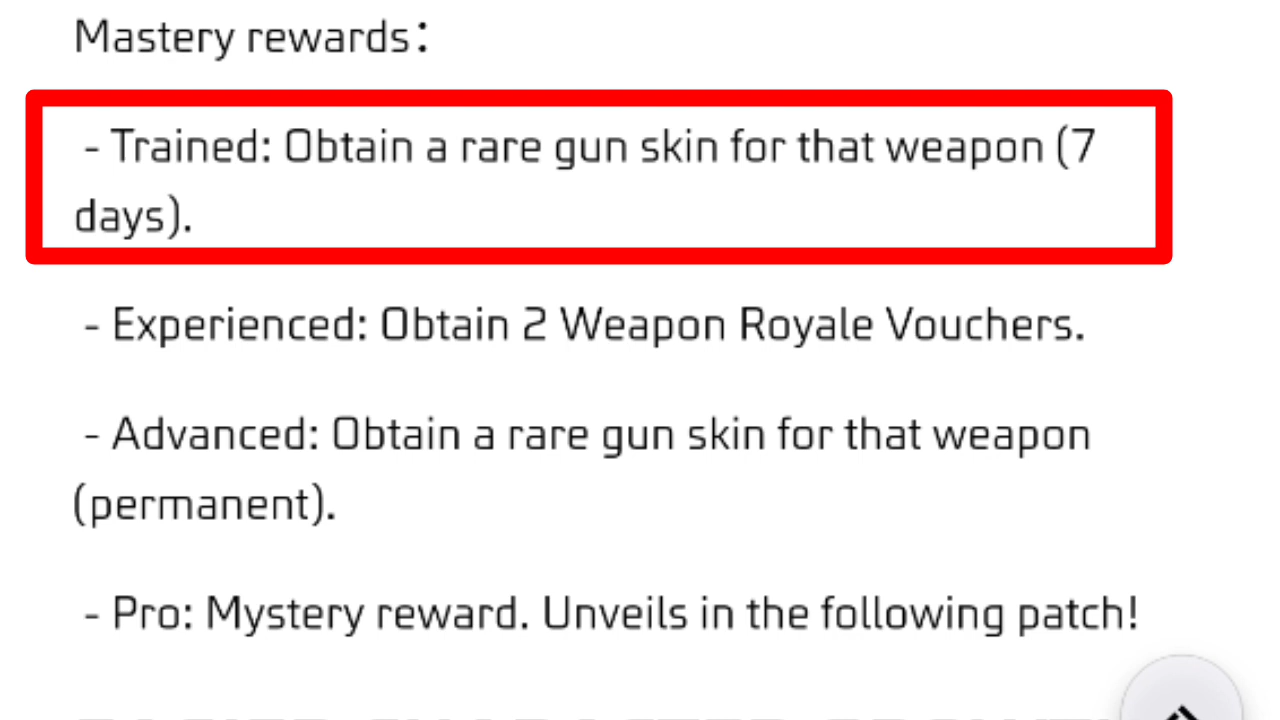 Mastery rewards:
- Trained: Obtain a rare gun skin for that weapon (7
days).
- Experienced: Obtain 2 Weapon Royale Vouchers.
- Advanced: Obtain a rare gun skin for that weapon
(permanent).
- Pro: Mystery reward. Unveils in the following patch!